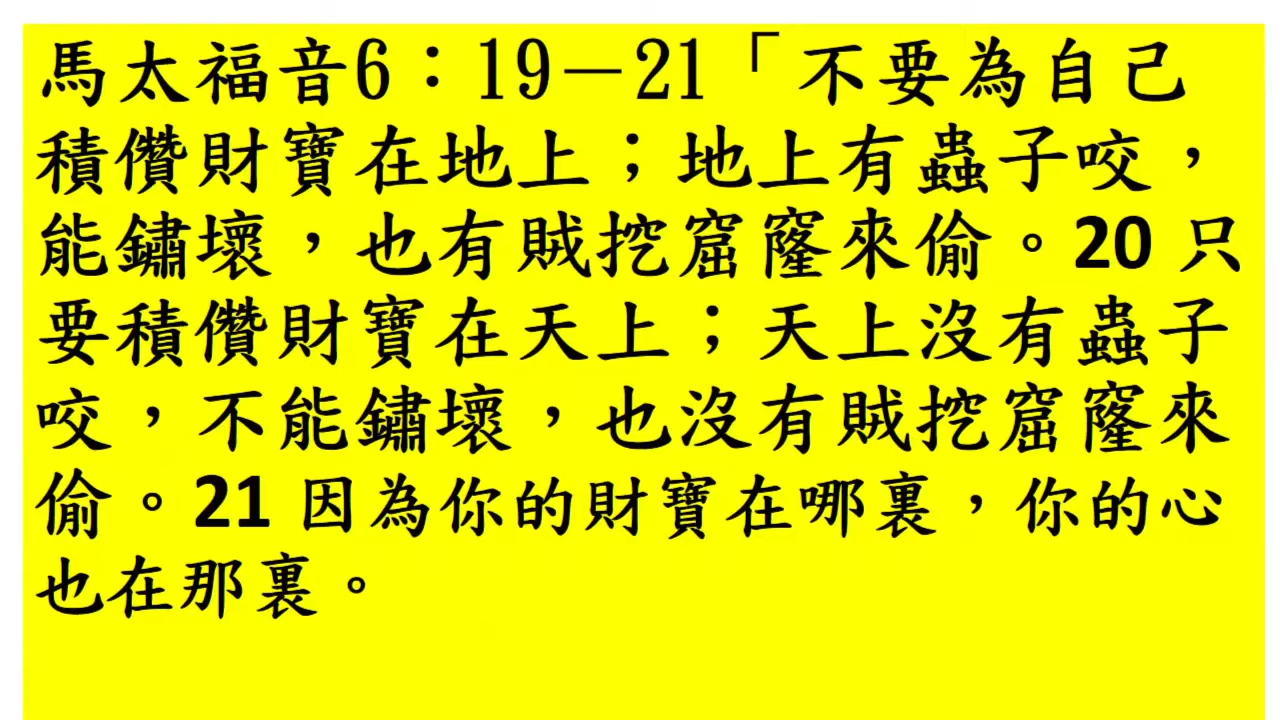 馬太福音6：19－21「不要為自己
積儹財寶在地上；地上有蟲子咬，
能鏽壞，也有賊挖窟窿來偷。20 只
要積儹財寶在天上；天上沒有蟲子
咬，不能鏽壞，也沒有賊挖窟窿來
偷。21 因為你的財寶在哪裏，你的心
也在那裏。